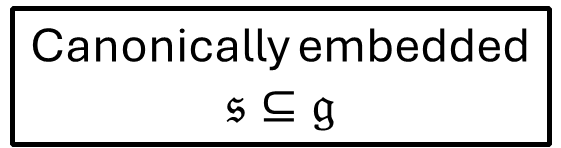 Canonically embedded
𝔰 ⊆ 𝔤